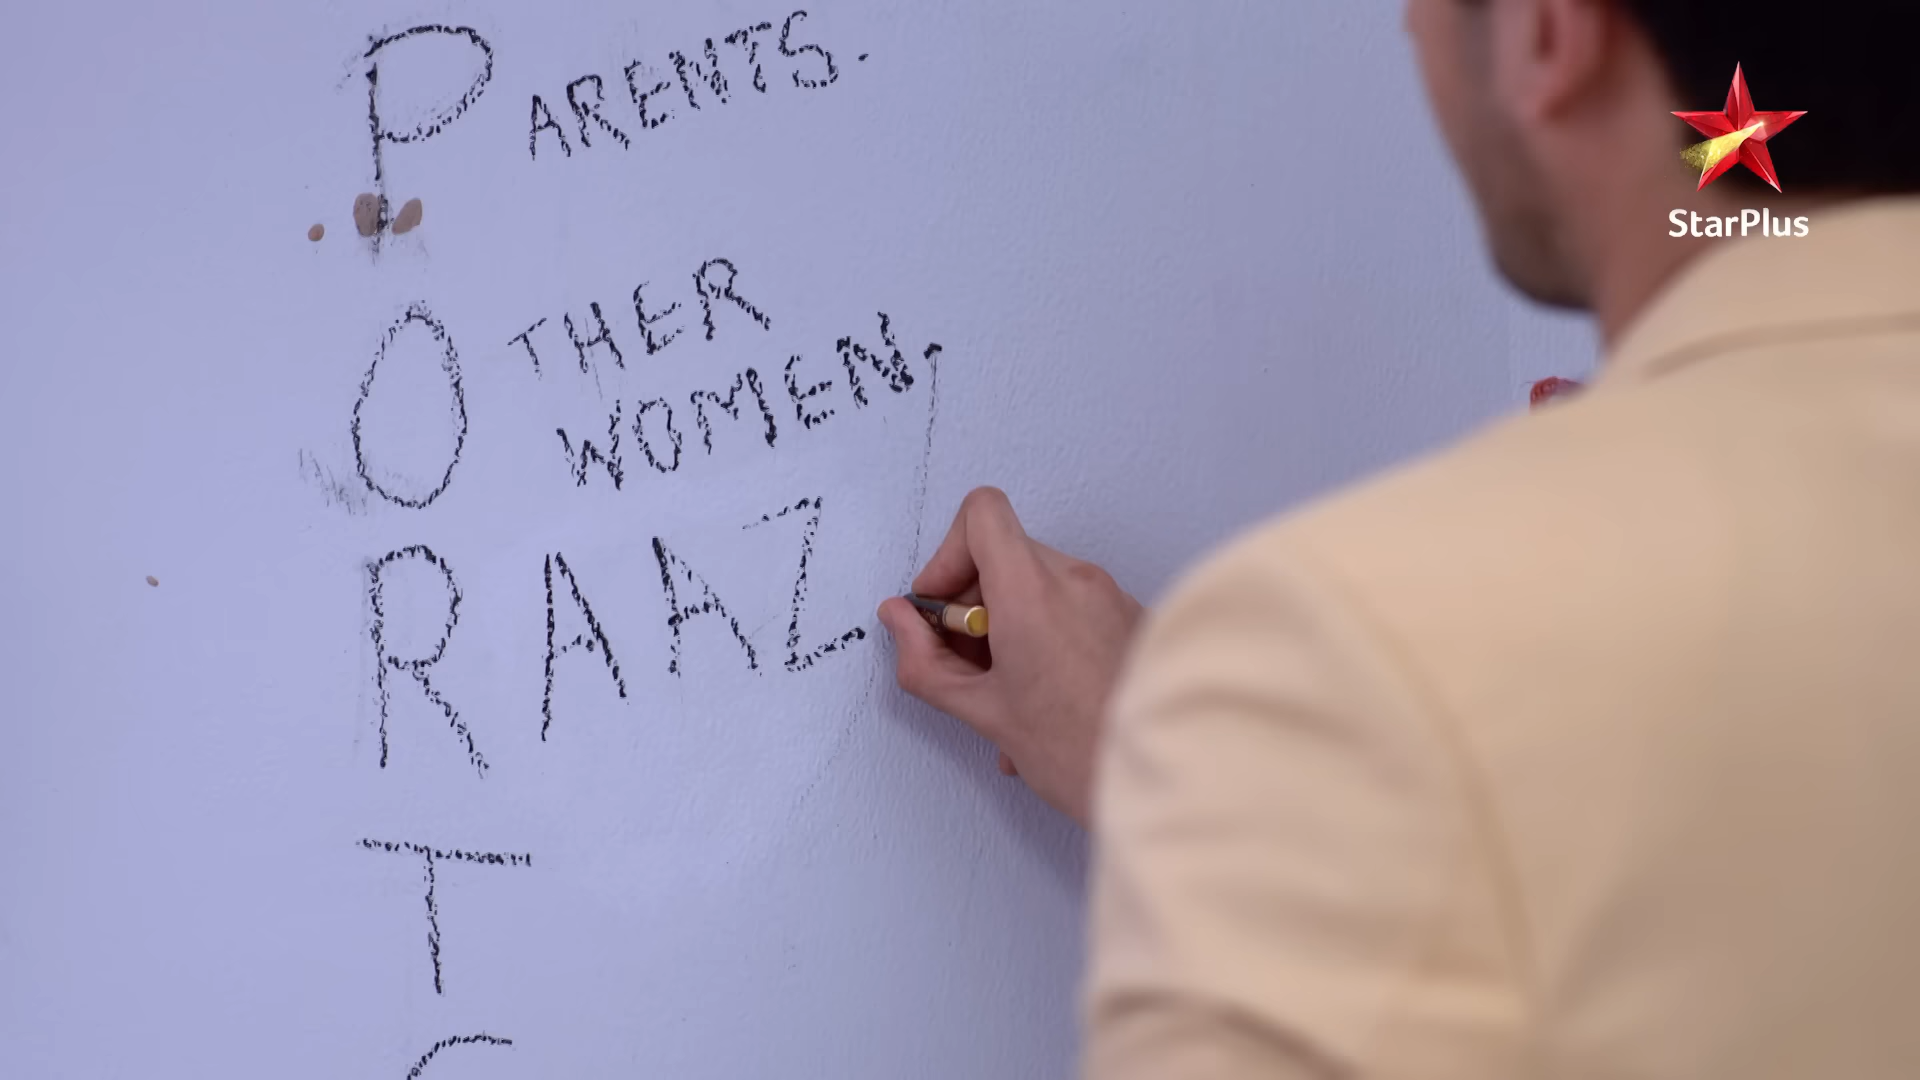 PARENTS.
OTHER
WOMEN,
RAAZ
T
StarPlus